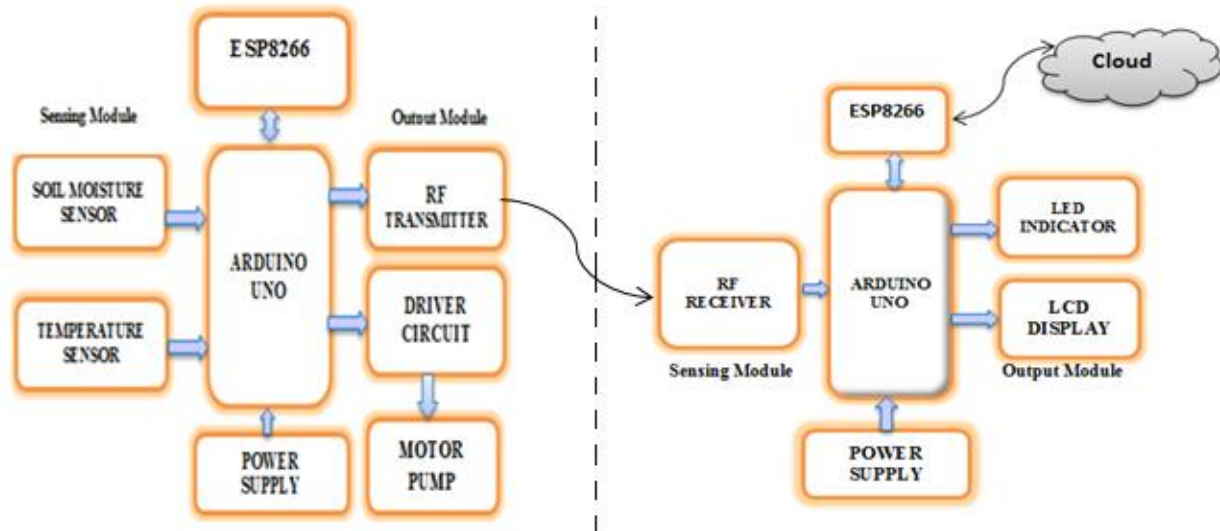 ESP8266
Sensing Module
Output Module
SOIL MOISTURE
SENSOR
TEMPERATURE
SENSOR
ARDUINO
UNO
RF
TRANSMITTER
DRIVER
CIRCUIT
POWER
SUPPLY
MOTOR
PUMP
Cloud
ESP8266
RF
RECEIVER
Sensing Module
ARDUINO
UNO
LED
INDICATOR
LCD
DISPLAY
Output Module
POWER
SUPPLY